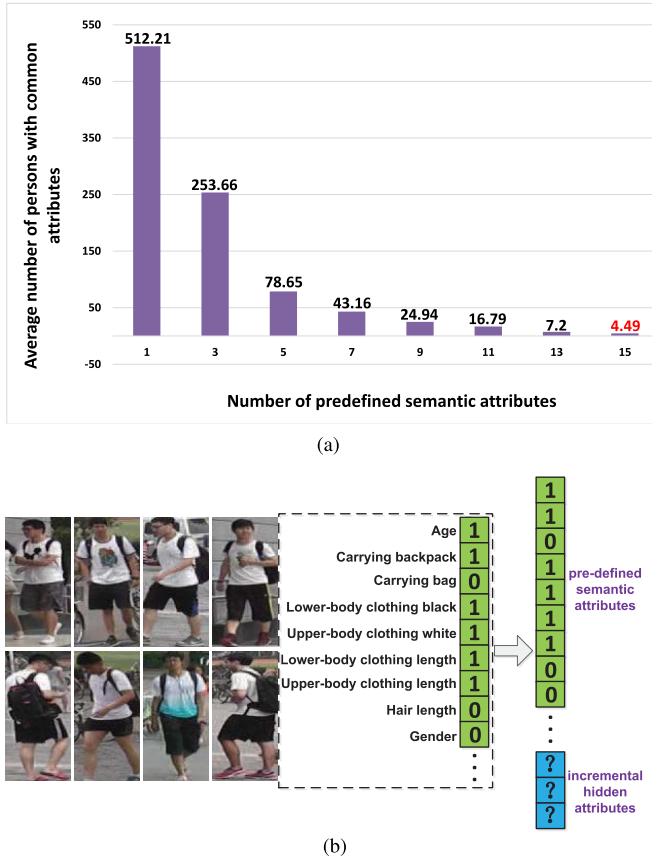 550
450
350
250
150
50
-50
Average number of persons with common
attributes
512.21
253.66
78.65
43.16
24.94
16.79
7.2
4.49
1 3 5 7 9 11 13 15
Number of predefined semantic attributes
(a)
Age 1
Carrying backpack 1
Carrying bag 0
Lower-body clothing black 1
Upper-body clothing white 1
Lower-body clothing length 1
Upper-body clothing length 1
Hair length 0
Gender 0
1
1
0
1
1
1
1
0
0
pre-defined
semantic
attributes
?
?
?
incremental
hidden
attributes
(b)